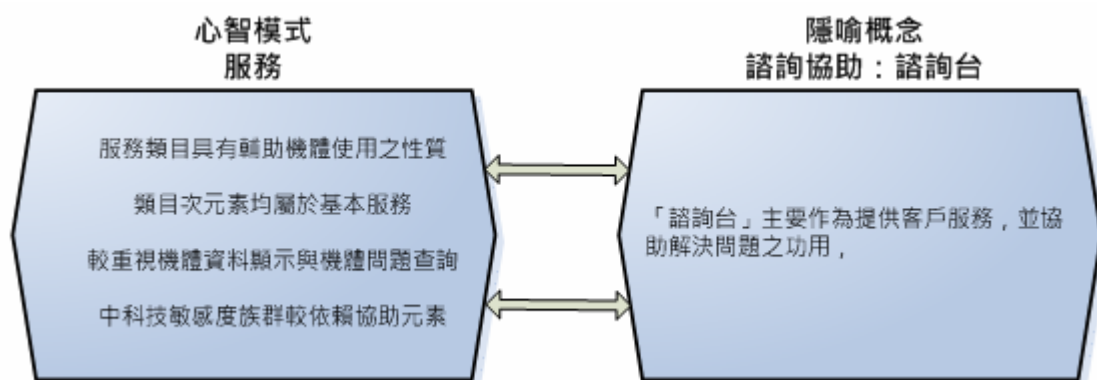 心智模式
服務
服務類目具有輔助機體使用之性質
類目次元素均屬於基本服務
較重視機體資料顯示與機體問題查詢
中科技敏感度族群較依賴協助元素
隱喻概念
諮詢協助：諮詢台
「諮詢台」主要作為提供客戶服務，並協
助解決問題之功用，